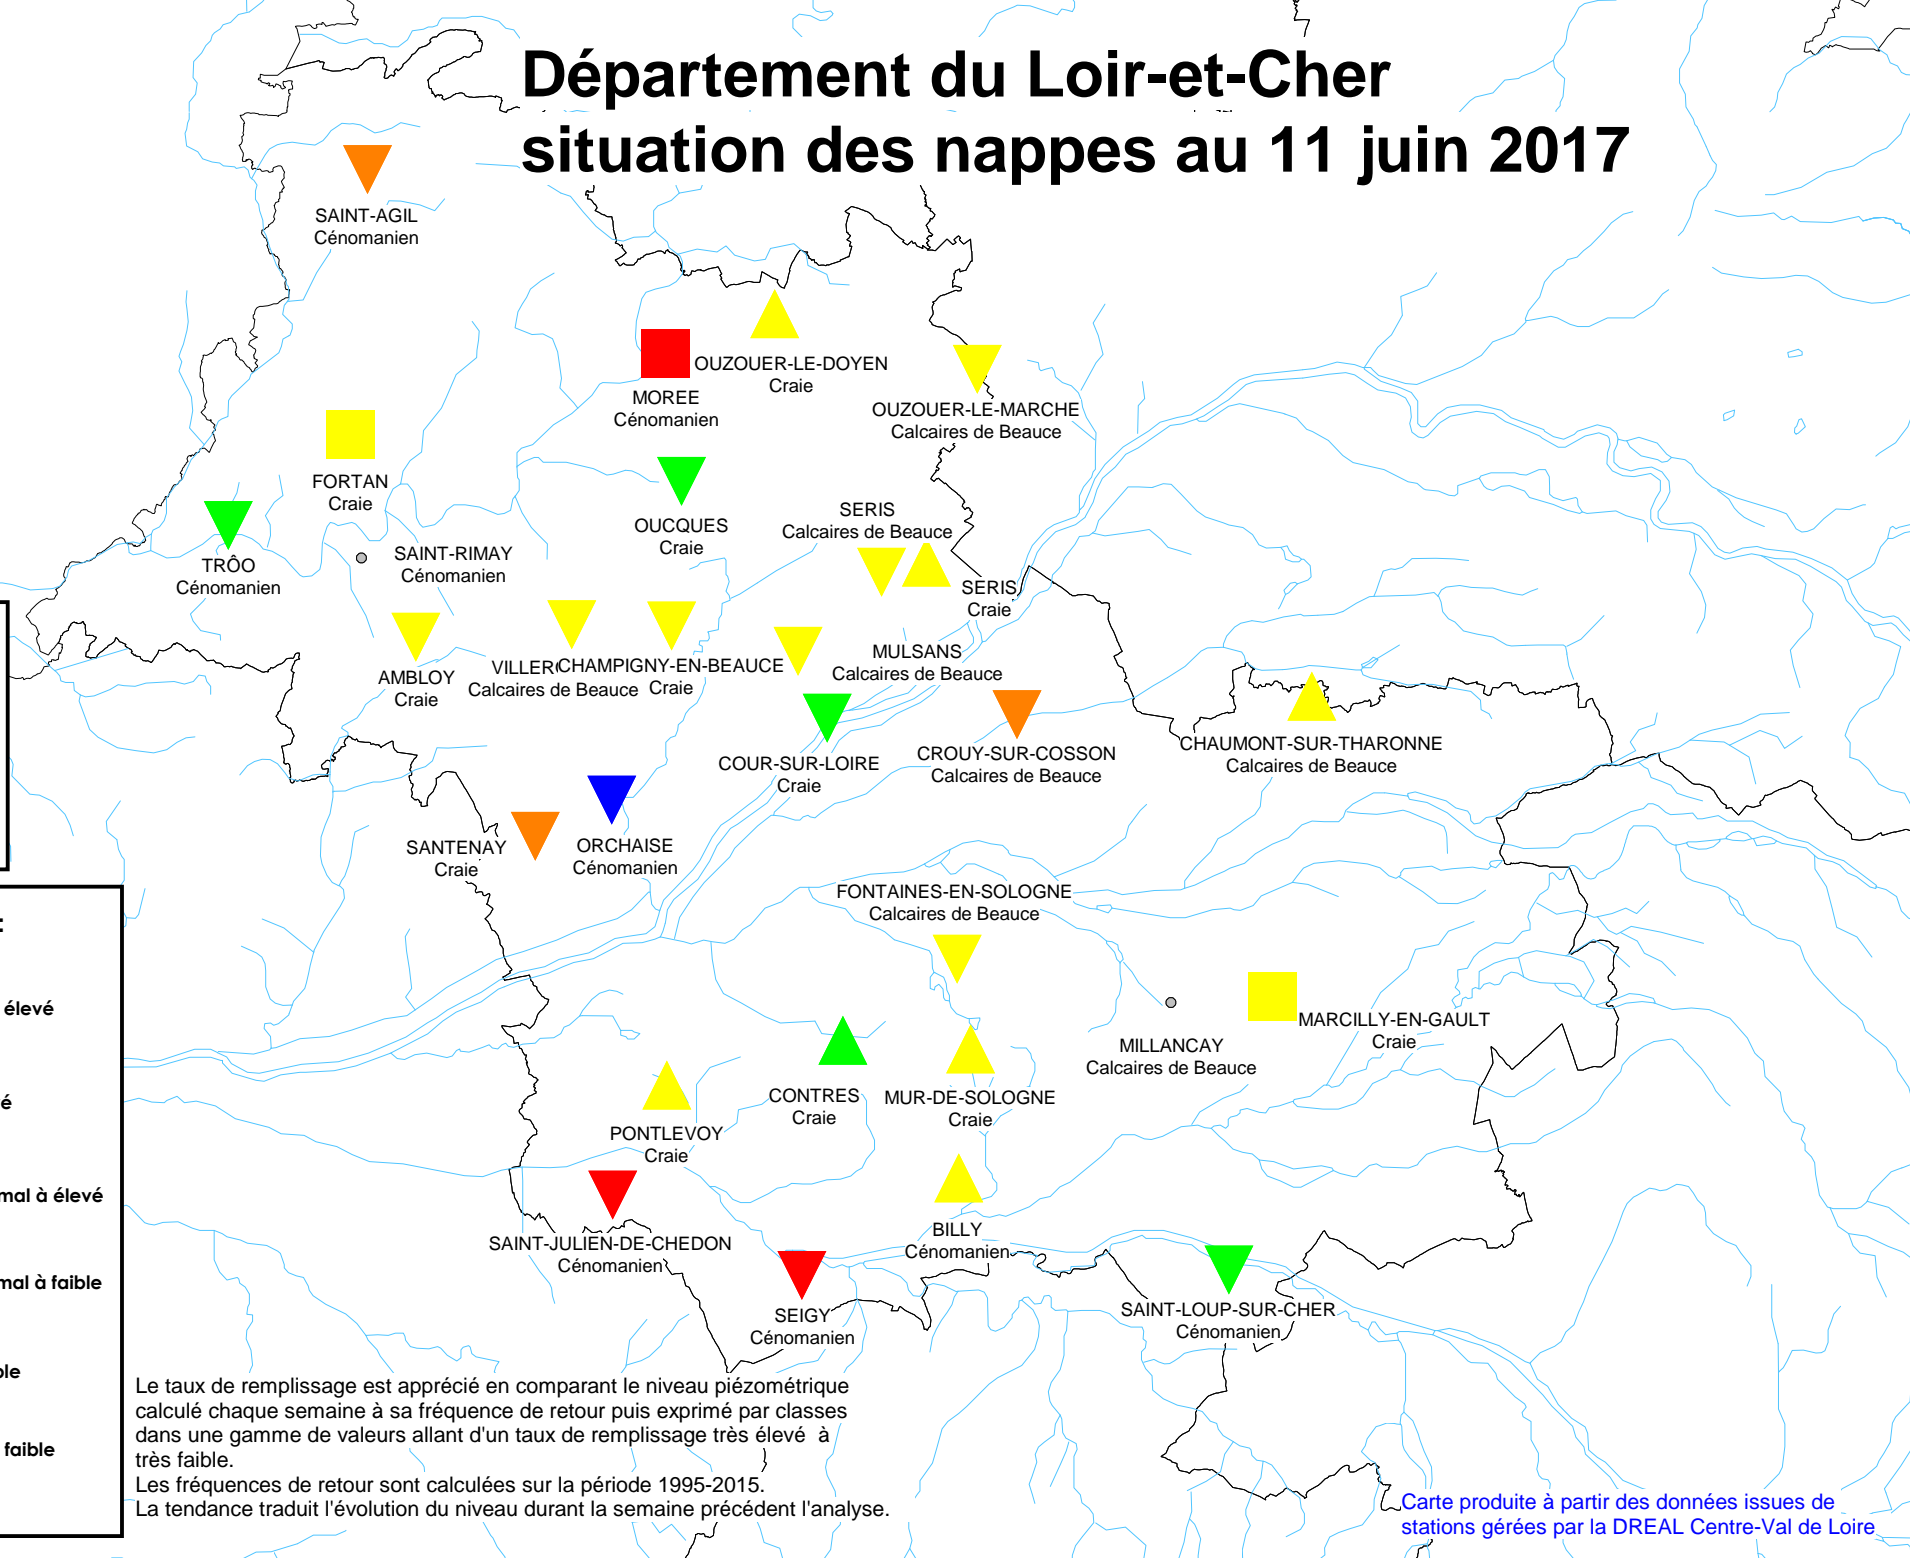 Département du Loir-et-Cher
situation des nappes au 11 juin 2017
SAINT-AGIL
Cénomanien
OUZOUER-LE-DOYEN
Craie
MOREE
Cénomanien
OUZOUER-LE-MARCHE
Calcaires de Beauce
FORTAN
Craie
OUCQUES
Craie
SERIS
Calcaires de Beauce
TRÔO
Cénomanien
SAINT-RIMAY
Cénomanien
SERIS
Craie
AMBLOY
Craie
CHAMPIGNY-EN-BEAUCE
Calcaires de Beauce
Craie
MULSANS
Calcaires de Beauce
COUR-SUR-LOIRE
Craie
CROUY-SUR-COSSON
Calcaires de Beauce
CHAUMONT-SUR-THARONNE
Calcaires de Beauce
SANTENAY
Craie
ORCHAISE
Cénomanien
FONTAINES-EN-SOLOGNE
Calcaires de Beauce
élevé
MARCILLY-EN-GAULT
Craie
MILLANCAY
Calcaires de Beauce
CONTRES
Craie
MUR-DE-SOLOGNE
Craie
PONTLEVOY
Craie
mal à élevé
BILLY
Cénomanien
SAINT-JULIEN-DE-CHEDON
Cénomanien
mal à faible
SEIGY
Cénomanien
SAINT-LOUP-SUR-CHER
Cénomanien
ble
faible
Le taux de remplissage est apprécié en comparant le niveau piézométrique
calculé chaque semaine à sa fréquence de retour puis exprimé par classes
dans une gamme de valeurs allant d'un taux de remplissage très élevé à
très faible.
Les fréquences de retour sont calculées sur la période 1995-2015.
La tendance traduit l'évolution du niveau durant la semaine précédent l'analyse.
Carte produite à partir des données issues de
stations gérées par la DREAL Centre-Val de Loire